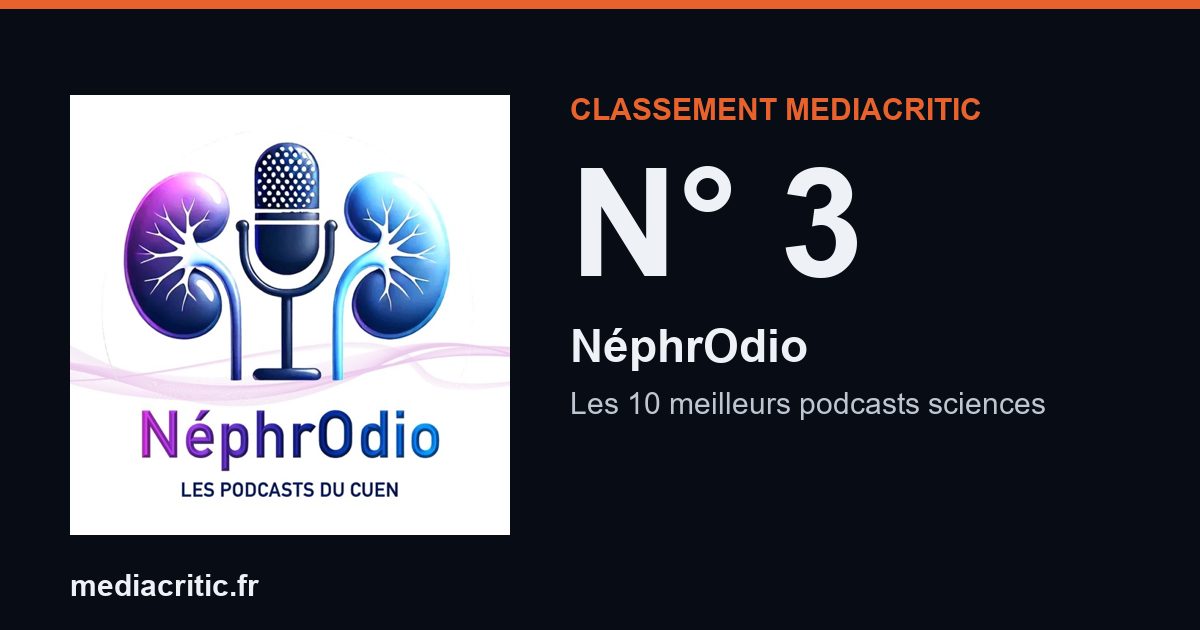 CLASSEMENT MEDIACRITIC
N° 3
NéphrOdio
Les 10 meilleurs podcasts sciences
NéphrOdio
LES PODCASTS DU CUEN
mediacritic.fr